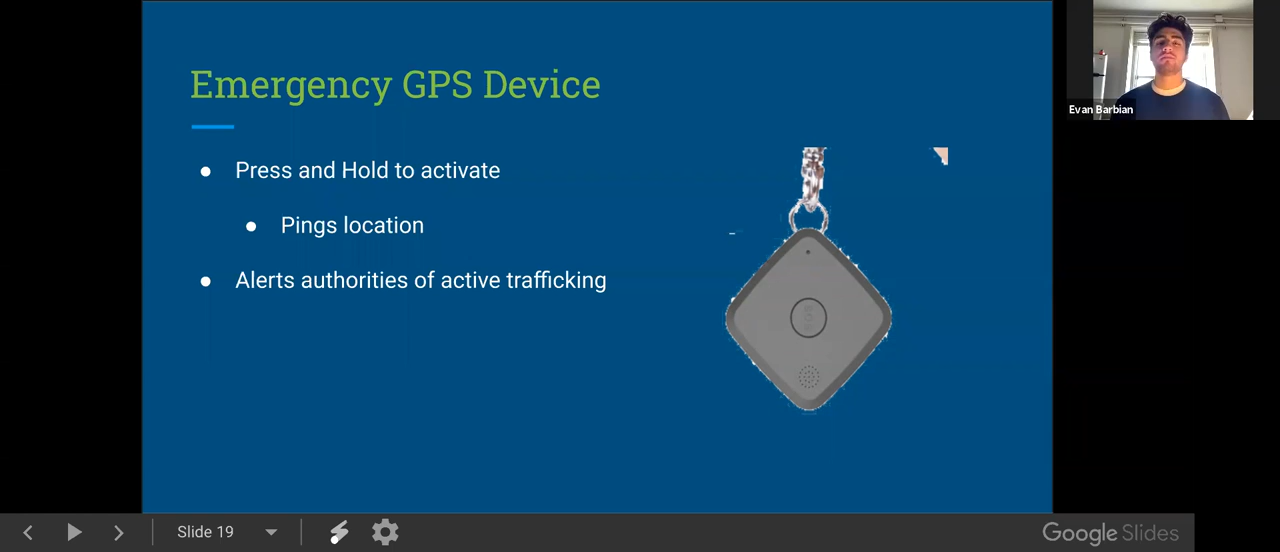 Emergency GPS Device
Press and Hold to activate
Pings location
Alerts authorities of active trafficking
Evan Barbian
Slide 19
Google Slides